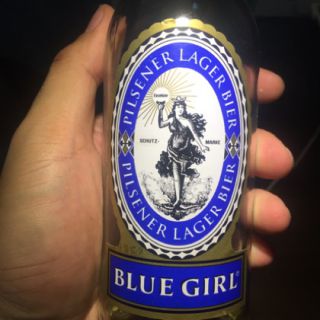 PILSENER LAGER BIER
SCHUTZ- MARKE
PILSENER LAGER BIER
BLUE GIRL®